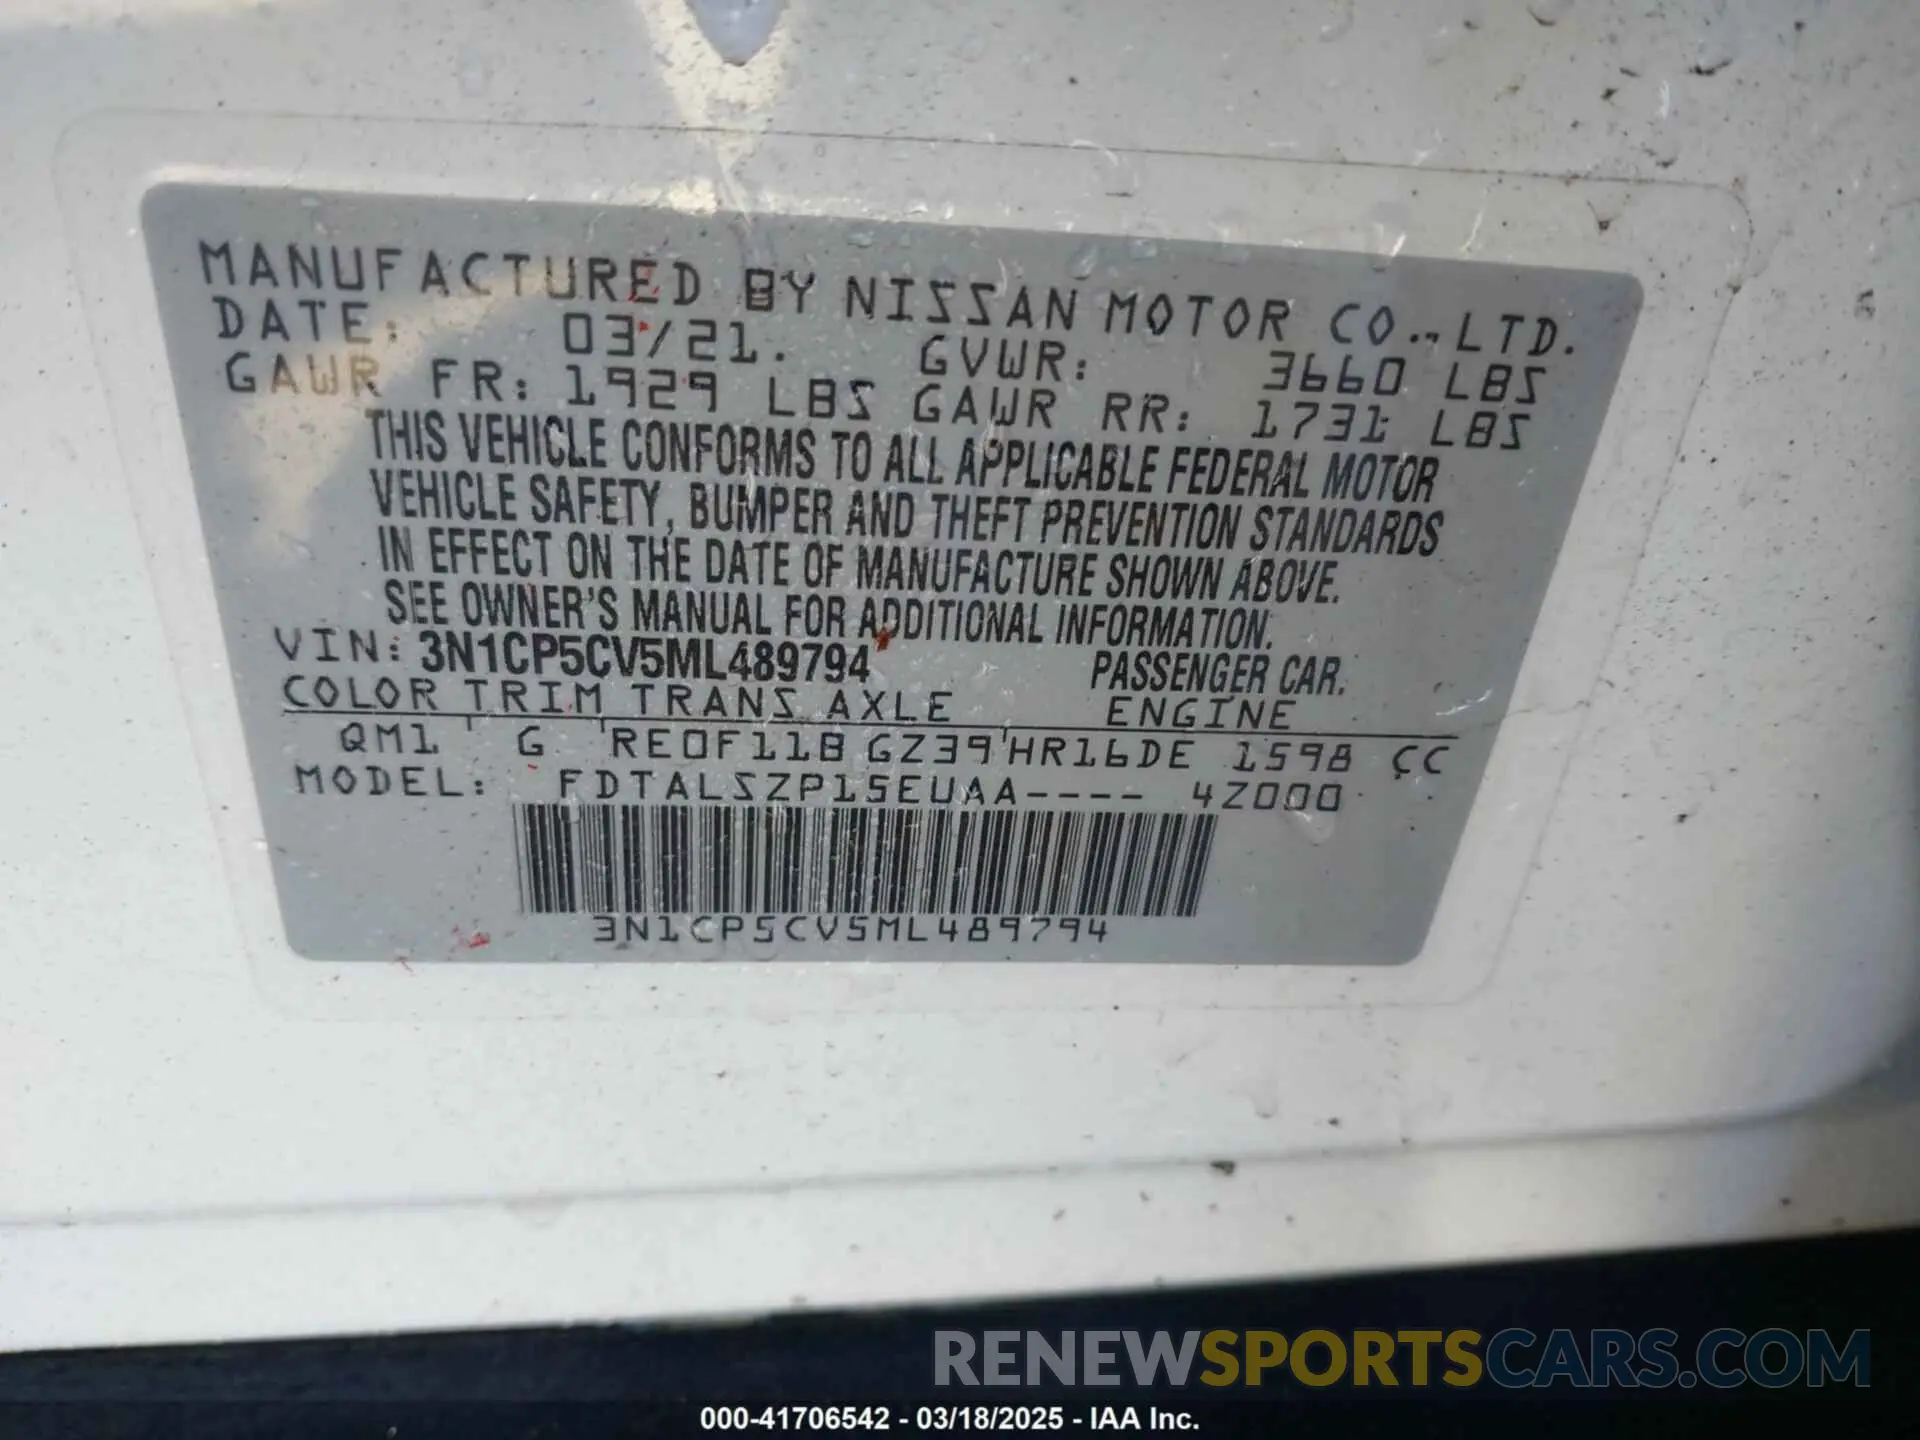 MANUFACTURED BY NISSAN MOTOR CO., LTD.
DATE: 03/21. GVWR: 3660 LBS
GAWR FR: 1929 LBS GAWR RR: 1731 LBS
THIS VEHICLE CONFORMS TO ALL APPLICABLE FEDERAL MOTOR
VEHICLE SAFETY, BUMPER AND THEFT PREVENTION STANDARDS
IN EFFECT ON THE DATE OF MANUFACTURE SHOWN ABOVE.
SEE OWNER'S MANUAL FOR ADDITIONAL INFORMATION.
VIN: 3N1CP5CV5ML489794 PASSENGER CAR.
COLOR TRIM TRANS AXLE ENGINE
QM1 G RE0F11B GZ39 HR16DE 1598 CC
MODEL: FDTALSZP15EUAA---- 4Z000
3N1CP5CV5ML489794
RENEWSPORTSCARS.COM
000-41706542 - 03/18/2025 - IAA Inc.